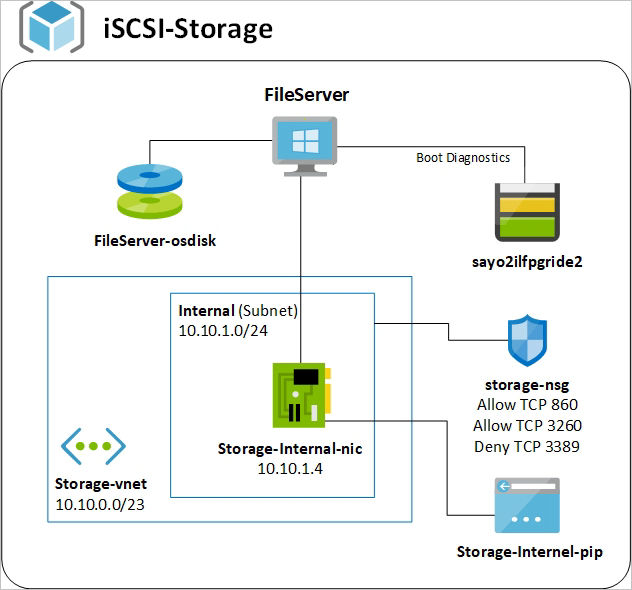 iSCSI-Storage
FileServer
Boot Diagnostics
FileServer-osdisk
sayo2ilfpgride2
Internal (Subnet)
10.10.1.0/24
storage-nsg
Allow TCP 860
Allow TCP 3260
Deny TCP 3389
Storage-Internal-nic
10.10.1.4
Storage-vnet
10.10.0.0/23
Storage-Internel-pip